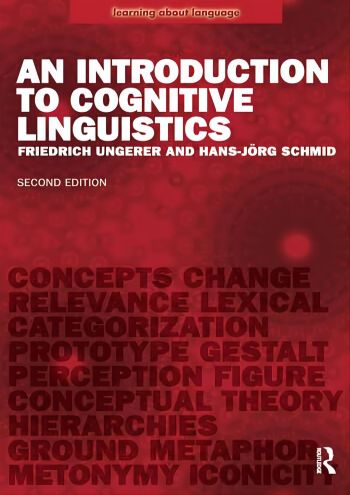 learning about language
AN INTRODUCTION
TO COGNITIVE
LINGUISTICS
FRIEDRICH UNGERER AND HANS-JÖRG SCHMID
SECOND EDITION
CONCEPTS CHANGE
RELEVANCE LEXICAL
CATEGORIZATION
PROTOTYPE GESTALT
PERCEPTION FIGURE
CONCEPTUAL THEORY
HIERARCHIES
GROUND METAPHOR
METONYMY ICONICIT
ROUTLEDGE